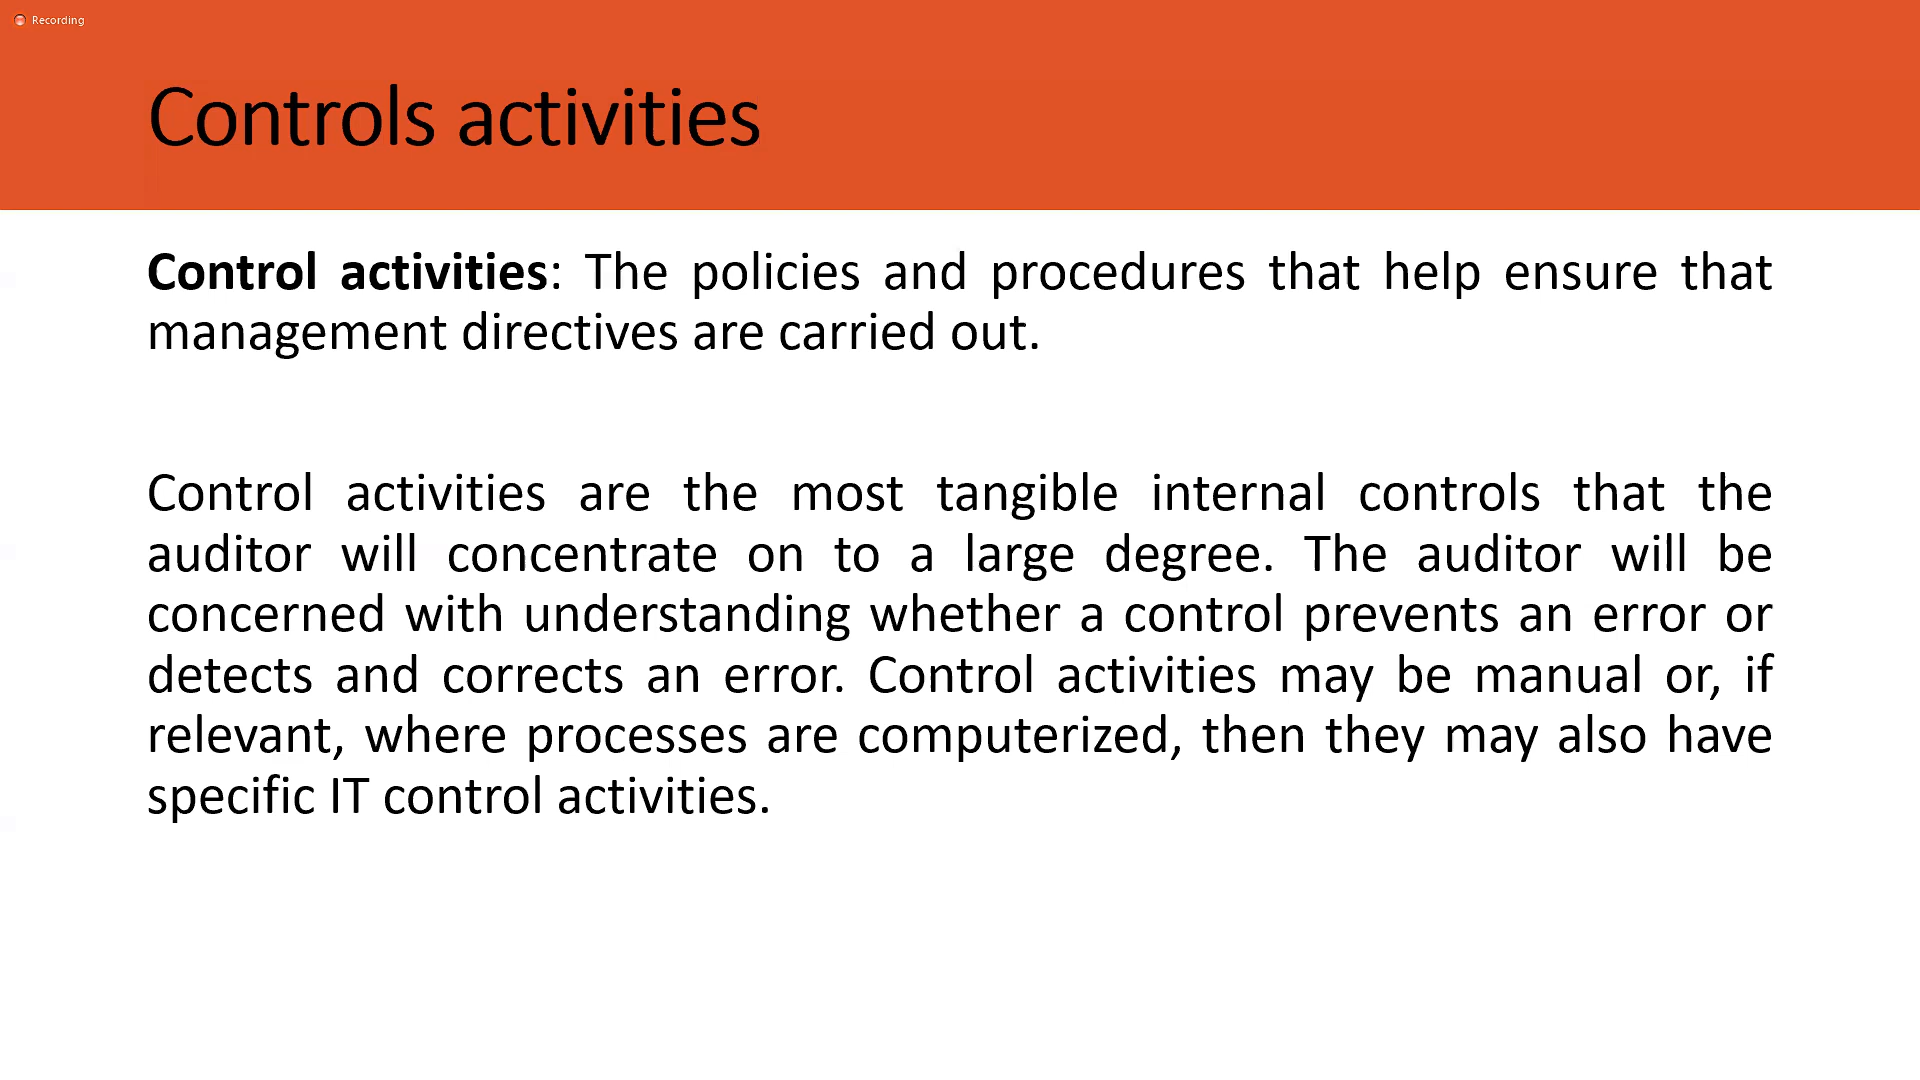 Recording
Controls activities
Control activities: The policies and procedures that help ensure that
management directives are carried out.
Control activities are the most tangible internal controls that the
auditor will concentrate on to a large degree. The auditor will be
concerned with understanding whether a control prevents an error or
detects and corrects an error. Control activities may be manual or, if
relevant, where processes are computerized, then they may also have
specific IT control activities.